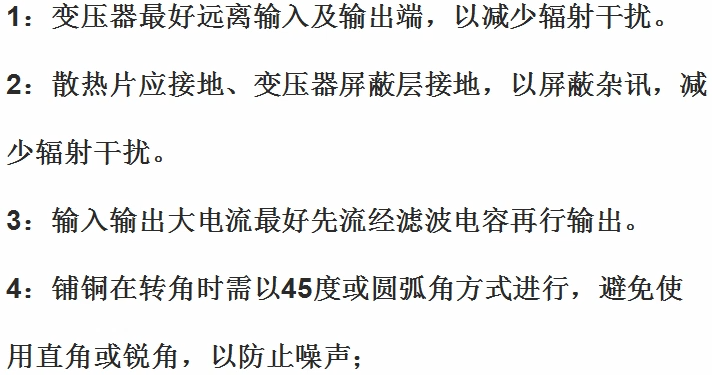 1：变压器最好远离输入及输出端，以减少辐射干扰。
2：散热片应接地、变压器屏蔽层接地，以屏蔽杂讯，减
少辐射干扰。
3：输入输出大电流最好先流经滤波电容再行输出。
4：铺铜在转角时需以45度或圆弧角方式进行，避免使
用直角或锐角，以防止噪声；